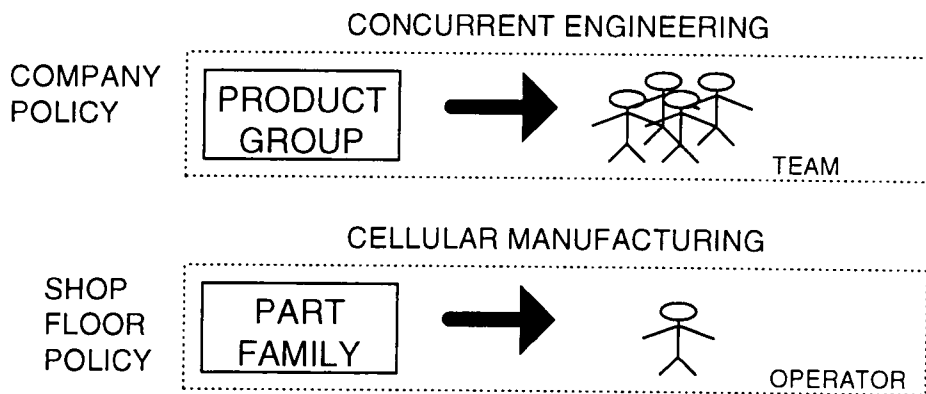 CONCURRENT ENGINEERING
COMPANY
POLICY
PRODUCT
GROUP
TEAM
CELLULAR MANUFACTURING
SHOP
FLOOR
POLICY
PART
FAMILY
OPERATOR